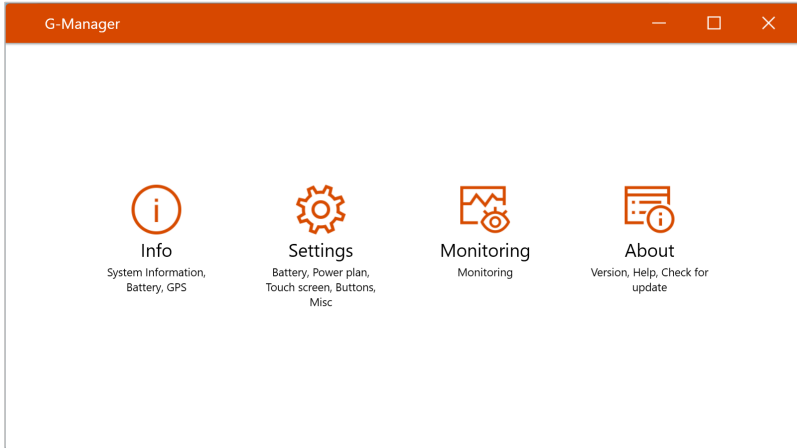 G-Manager
Info
System Information,
Battery, GPS
Settings
Battery, Power plan,
Touch screen, Buttons,
Misc
Monitoring
Monitoring
About
Version, Help, Check for
update